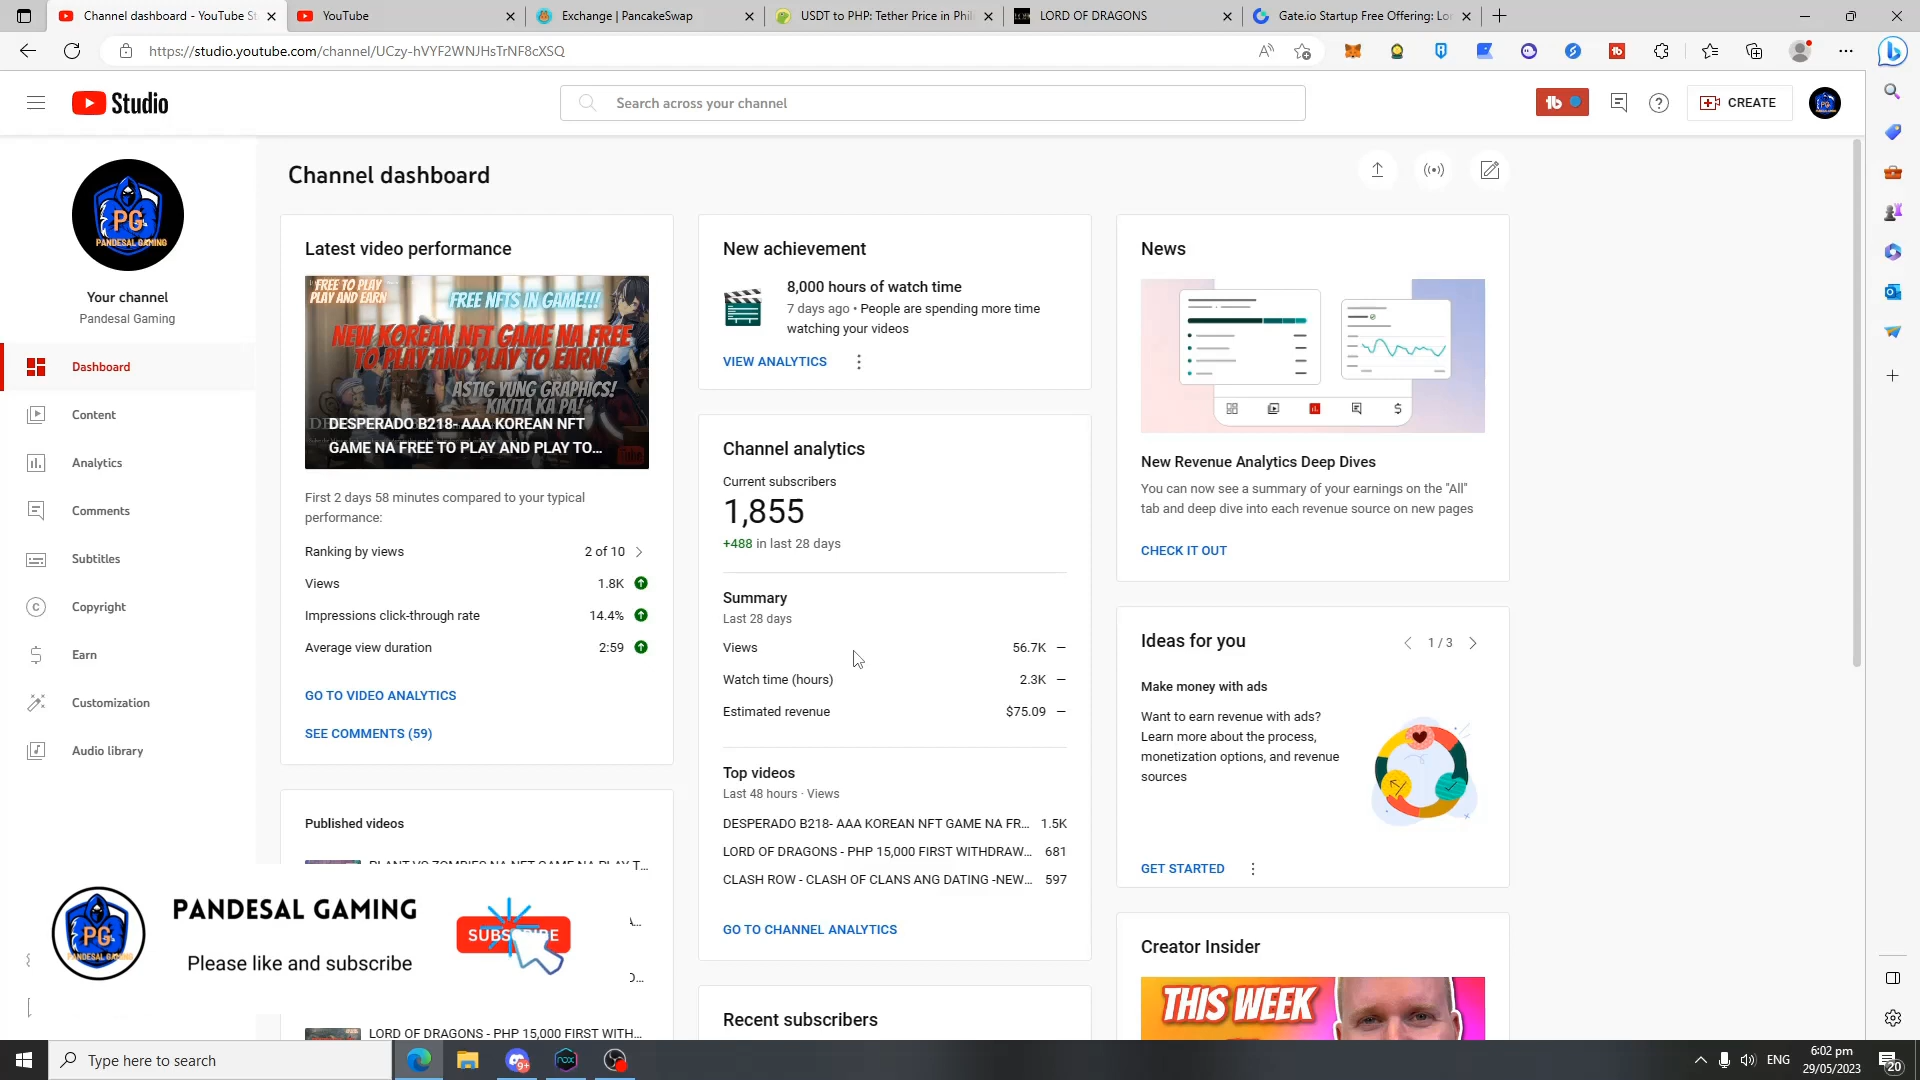 Channel dashboard - YouTube St
YouTube
Exchange | PancakeSwap
USDT to PHP: Tether Price in Phil
LORD OF DRAGONS
Gate.io Startup Free Offering: Lo
https://studio.youtube.com/channel/UCzy-hVYF2WNJHsTrNF8cXSQ
Studio
Search across your channel
CREATE
PG
PANDESAL GAMING
Your channel
Pandesal Gaming
Dashboard
Content
Analytics
Comments
Subtitles
Copyright
Earn
Customization
Audio library
Channel dashboard
Latest video performance
FREE TO PLAY
PLAY AND EARN
FREE NFTS IN GAME!!!
NEW KOREAN NFT GAME NA FREE
TO PLAY AND PLAY TO EARN!
ASTIG YUNG GRAPHICS!
KIKITA KA PA!
DESPERADO B218- AAA KOREAN NFT
GAME NA FREE TO PLAY AND PLAY TO...
First 2 days 58 minutes compared to your typical
performance:
Ranking by views 2 of 10
Views 1.8K
Impressions click-through rate 14.4%
Average view duration 2:59
GO TO VIDEO ANALYTICS
SEE COMMENTS (59)
Published videos
PLANT VS ZOMBIES NA NFT GAME NA PLAY T...
A...
O...
LORD OF DRAGONS - PHP 15,000 FIRST WITH...
New achievement
8,000 hours of watch time
7 days ago • People are spending more time
watching your videos
VIEW ANALYTICS
Channel analytics
Current subscribers
1,855
+488 in last 28 days
Summary
Last 28 days
Views 56.7K —
Watch time (hours) 2.3K —
Estimated revenue $75.09 —
Top videos
Last 48 hours · Views
DESPERADO B218- AAA KOREAN NFT GAME NA FR... 1.5K
LORD OF DRAGONS - PHP 15,000 FIRST WITHDRAW... 681
CLASH ROW - CLASH OF CLANS ANG DATING -NEW... 597
GO TO CHANNEL ANALYTICS
Recent subscribers
News
New Revenue Analytics Deep Dives
You can now see a summary of your earnings on the "All"
tab and deep dive into each revenue source on new pages
CHECK IT OUT
Ideas for you
1 / 3
Make money with ads
Want to earn revenue with ads?
Learn more about the process,
monetization options, and revenue
sources
GET STARTED
Creator Insider
THIS WEEK
PG
PANDESAL GAMING
PANDESAL GAMING
Please like and subscribe
SUBSCRIBE
Type here to search
9+
nox
ENG
6:02 pm
29/05/2023
20